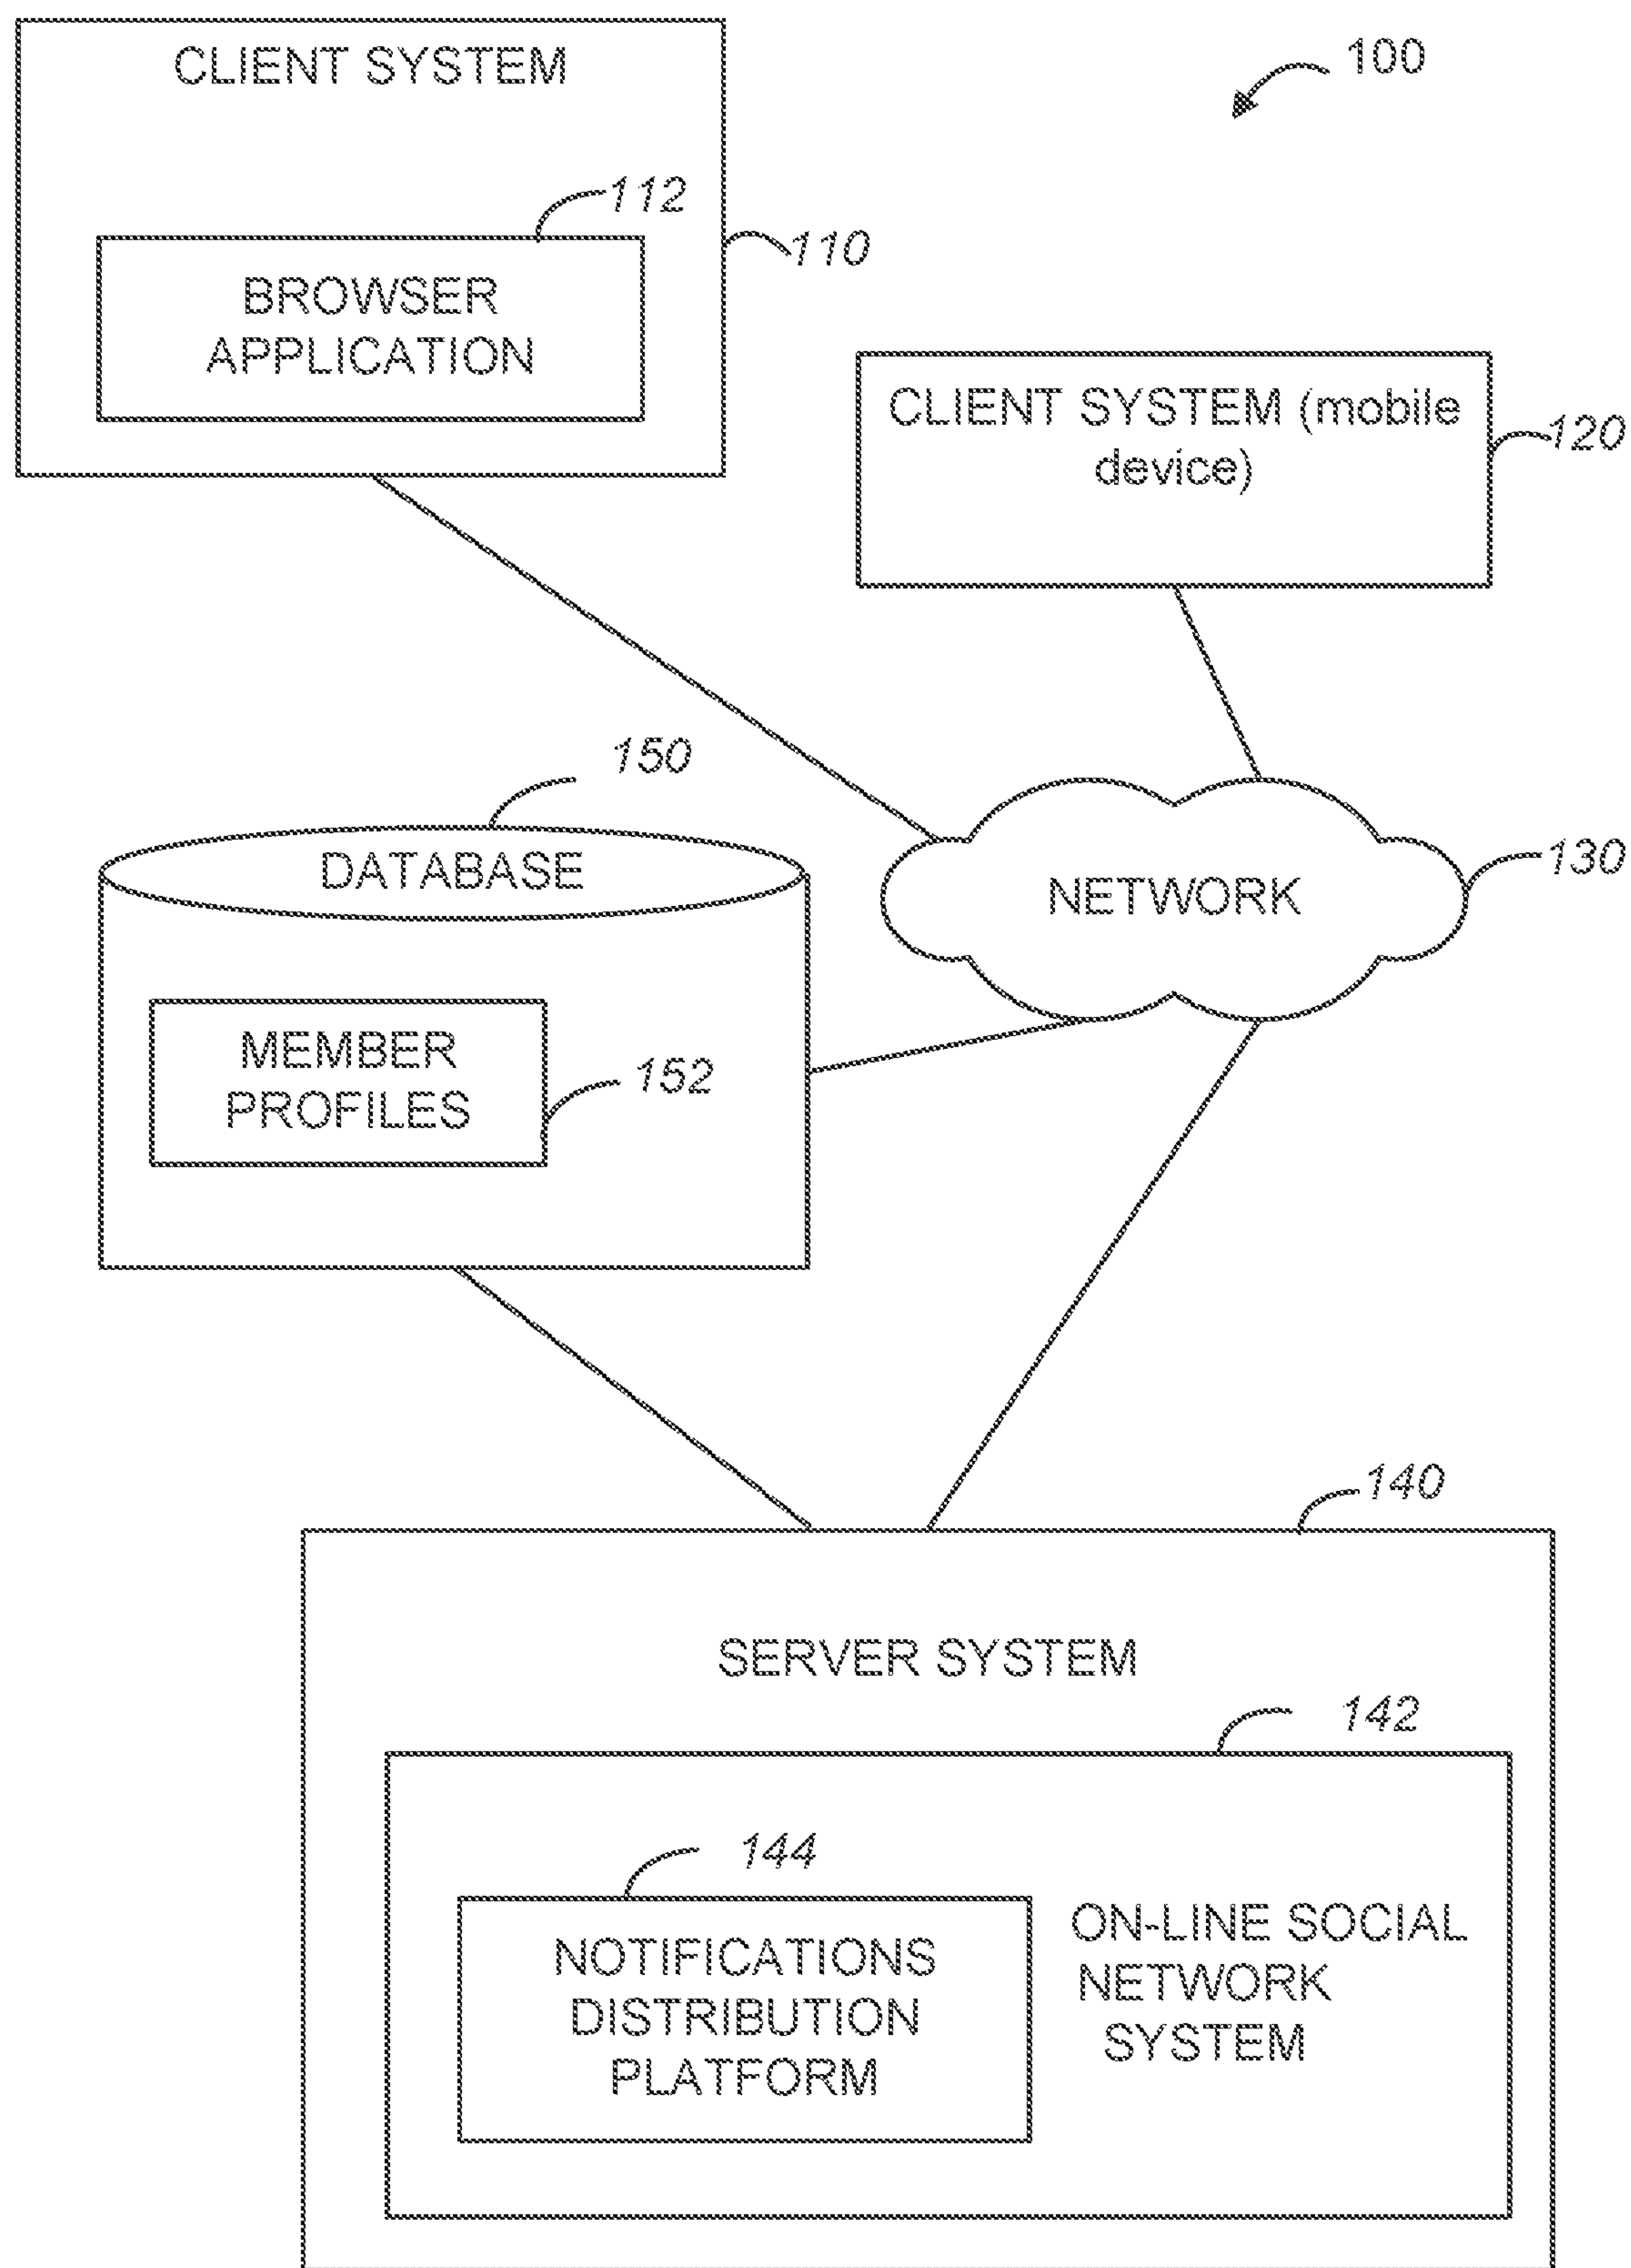 CLIENT SYSTEM
100
112
110
BROWSER
APPLICATION
CLIENT SYSTEM (mobile
device)
120
150
DATABASE
NETWORK
130
MEMBER
PROFILES
152
140
SERVER SYSTEM
142
144
NOTIFICATIONS
DISTRIBUTION
PLATFORM
ON-LINE SOCIAL
NETWORK
SYSTEM